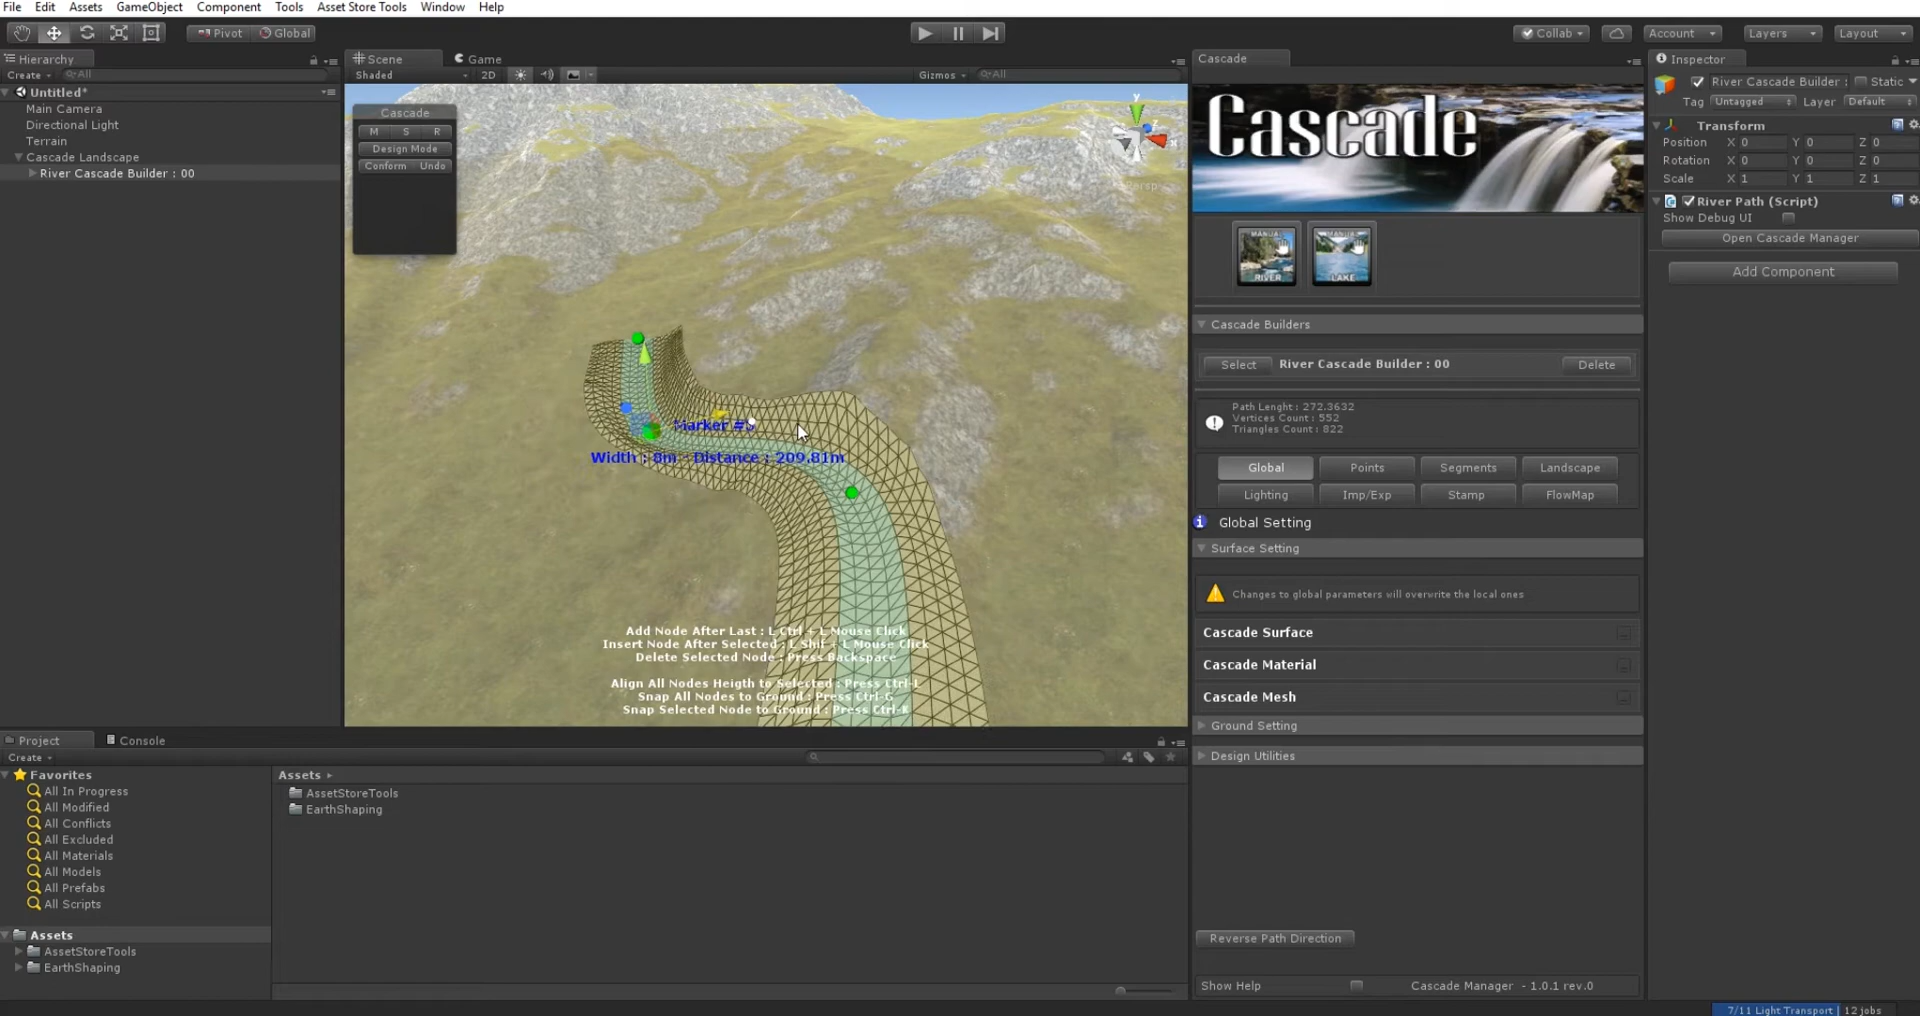 File Edit Assets GameObject Component Tools Asset Store Tools Window Help
Pivot Global Collab Account Layers Layout
Hierarchy
Create All
Untitled*
Main Camera
Directional Light
Terrain
Cascade Landscape
River Cascade Builder : 00
Scene Game
Shaded 2D Gizmos All
Cascade
M S R
Design Mode
Conform Undo
y
z
x
Persp
Marker #5
Width : 8m - Distance : 209.81m
Add Node After Last : L Ctrl + L Mouse Click
Insert Node After Selected : L Shif + L Mouse Click
Delete Selected Node : Press Backspace
Align All Nodes Heigth to Selected : Press Ctrl-L
Snap All Nodes to Ground : Press Ctrl-G
Snap Selected Node to Ground : Press Ctrl-K
Cascade
Cascade
MANUAL RIVER
MANUAL LAKE
Cascade Builders
Select River Cascade Builder : 00 Delete
Path Lenght : 272.3632
Vertices Count : 552
Triangles Count : 822
Global Points Segments Landscape
Lighting Imp/Exp Stamp FlowMap
Global Setting
Surface Setting
Changes to global parameters will overwrite the local ones
Cascade Surface
Cascade Material
Cascade Mesh
Ground Setting
Design Utilities
Reverse Path Direction
Show Help Cascade Manager - 1.0.1 rev.0
Inspector
River Cascade Builder : Static
Tag Untagged Layer Default
Transform
Position X 0 Y 0 Z 0
Rotation X 0 Y 0 Z 0
Scale X 1 Y 1 Z 1
River Path (Script)
Show Debug UI
Open Cascade Manager
Add Component
Project Console
Create
Favorites
All In Progress
All Modified
All Conflicts
All Excluded
All Materials
All Models
All Prefabs
All Scripts
Assets
AssetStoreTools
EarthShaping
Assets
AssetStoreTools
EarthShaping
7/11 Light Transport | 12 jobs